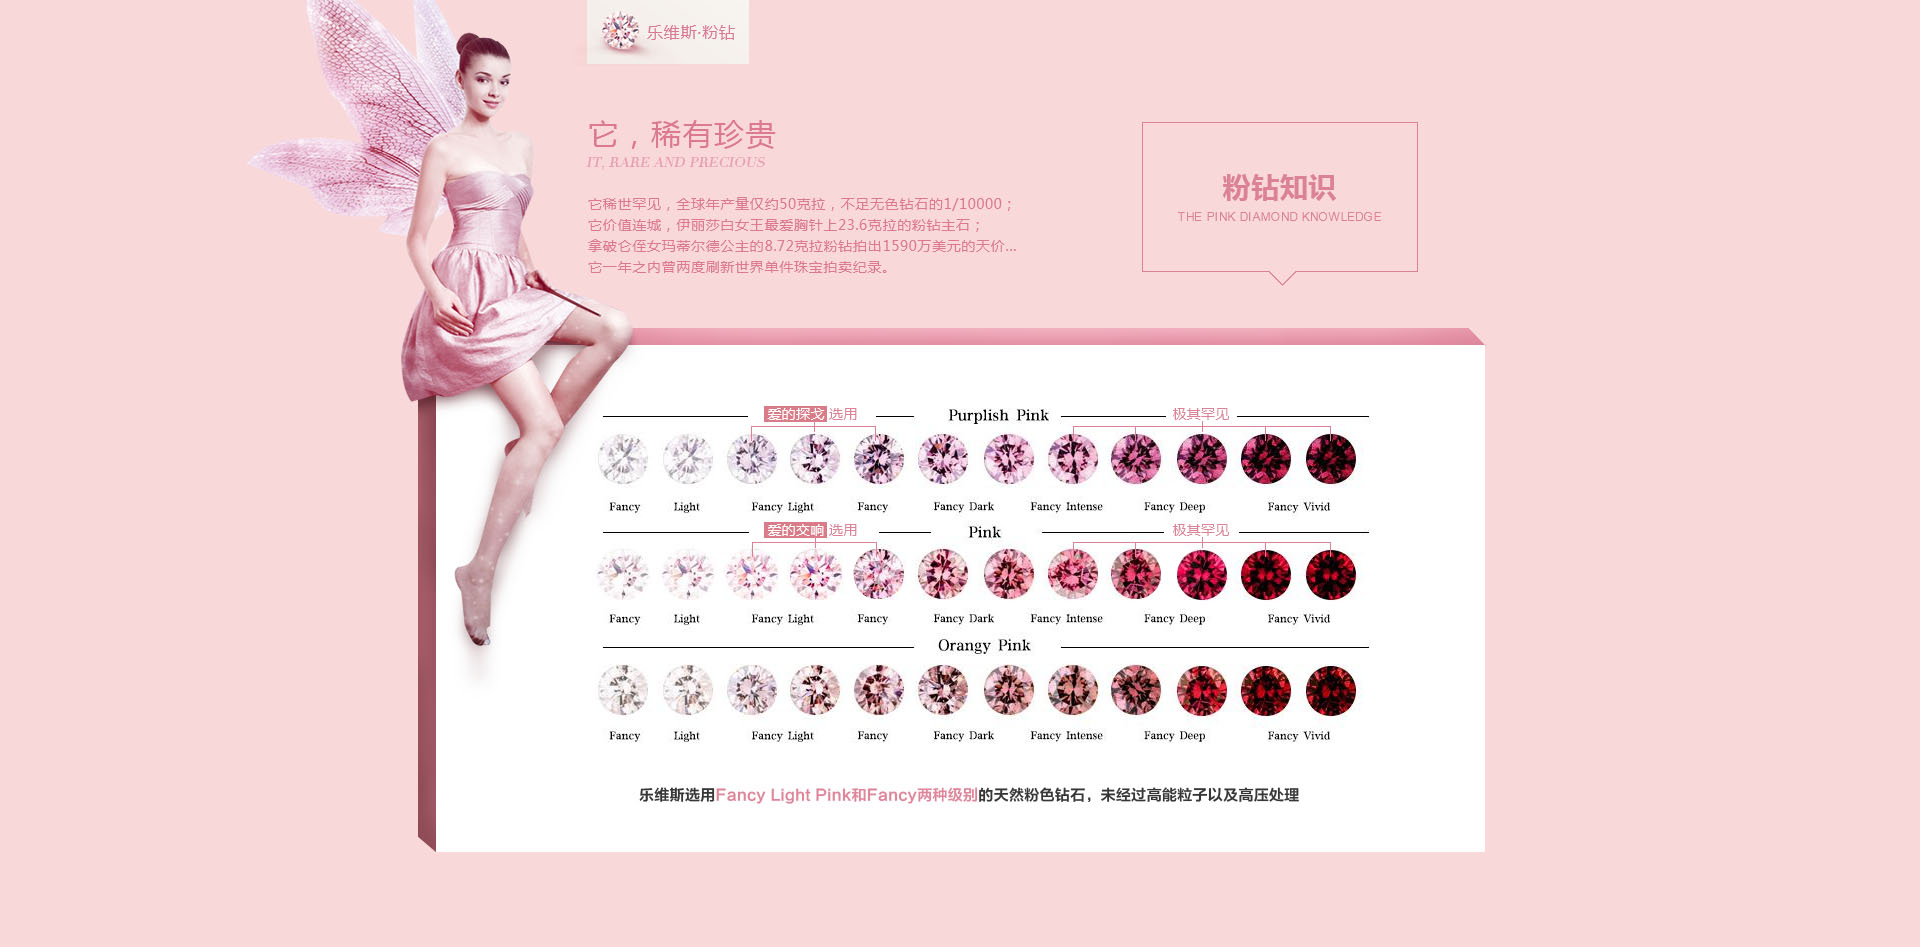 乐维斯·粉钻
它，稀有珍贵
IT, RARE AND PRECIOUS
它稀世罕见，全球年产量仅约50克拉，不足无色钻石的1/10000；
它价值连城，伊丽莎白女王最爱胸针上23.6克拉的粉钻主石；
拿破仑侄女玛蒂尔德公主的8.72克拉粉钻拍出1590万美元的天价...
它一年之内曾两度刷新世界单件珠宝拍卖纪录。
粉钻知识
THE PINK DIAMOND KNOWLEDGE
爱的探戈选用 Purplish Pink 极其罕见
Fancy Light Fancy Light Fancy Fancy Dark Fancy Intense Fancy Deep Fancy Vivid
爱的交响选用 Pink 极其罕见
Fancy Light Fancy Light Fancy Fancy Dark Fancy Intense Fancy Deep Fancy Vivid
Orangy Pink
Fancy Light Fancy Light Fancy Fancy Dark Fancy Intense Fancy Deep Fancy Vivid
乐维斯选用Fancy Light Pink和Fancy两种级别的天然粉色钻石，未经过高能粒子以及高压处理